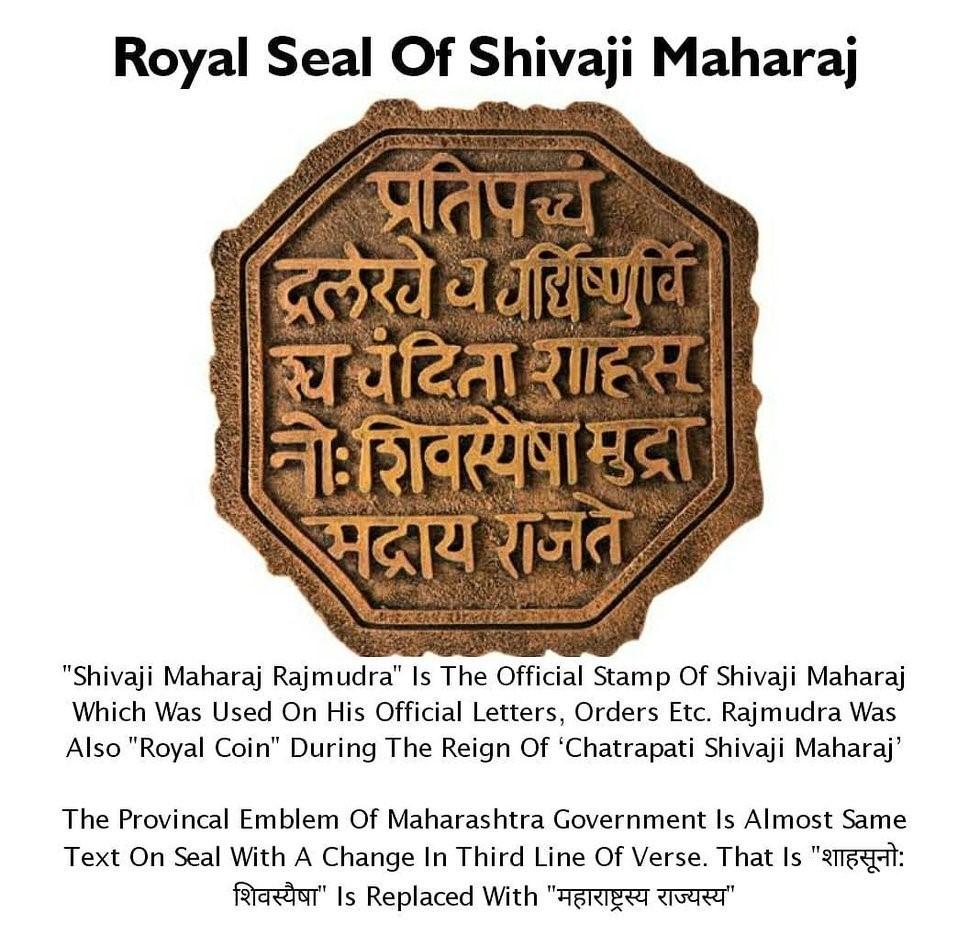 Royal Seal Of Shivaji Maharaj
प्रतिपच्चं
द्रलेखे व वर्धिष्णुर्वि
श्व वंदिता शाहसू
नोः शिवस्यैषा मुद्रा
भद्राय राजते
"Shivaji Maharaj Rajmudra" Is The Official Stamp Of Shivaji Maharaj
Which Was Used On His Official Letters, Orders Etc. Rajmudra Was
Also "Royal Coin" During The Reign Of ‘Chatrapati Shivaji Maharaj’
The Provincal Emblem Of Maharashtra Government Is Almost Same
Text On Seal With A Change In Third Line Of Verse. That Is "शाहसूनो:
शिवस्यैषा" Is Replaced With "महाराष्ट्रस्य राज्यस्य"